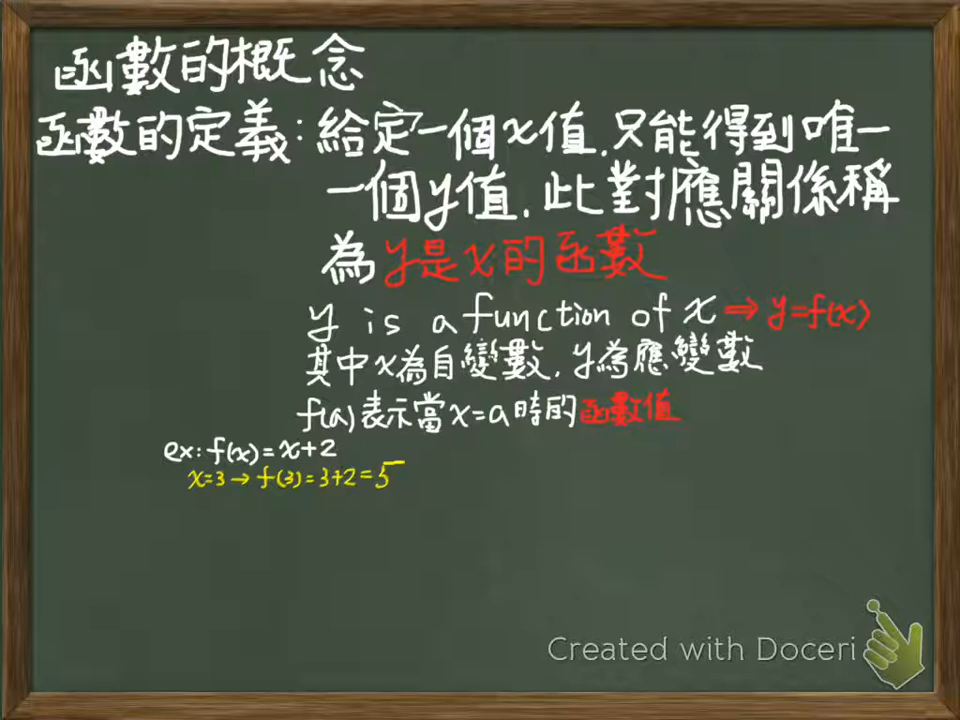 函數的概念
函數的定義:給定一個x值,只能得到唯一
一個y值,此對應關係稱
為y是x的函數
y is a function of x ⇒ y=f(x)
其中x為自變數,y為應變數
f(a)表示當x=a時的函數值
ex:f(x)=x+2
x=3→f(3)=3+2=5
Created with Doceri